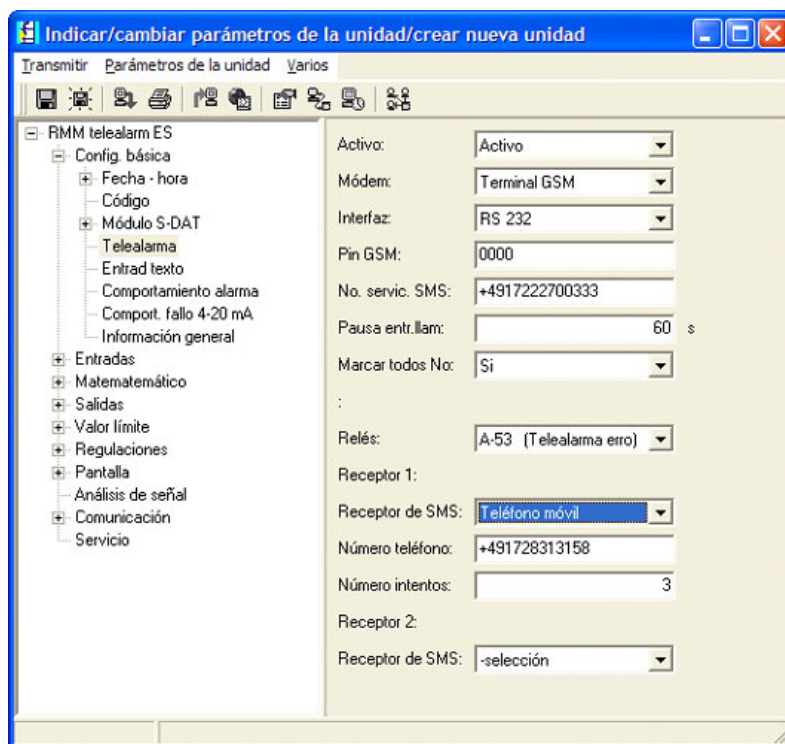 Indicar/cambiar parámetros de la unidad/crear nueva unidad
Transmitir Parámetros de la unidad Varios
RMM telealarm ES
Config. básica
Fecha - hora
Código
Módulo S-DAT
Telealarma
Entrad texto
Comportamiento alarma
Comport. fallo 4-20 mA
Información general
Entradas
Matematemático
Salidas
Valor límite
Regulaciones
Pantalla
Análisis de señal
Comunicación
Servicio
Activo: Activo
Módem: Terminal GSM
Interfaz: RS 232
Pin GSM: 0000
No. servic. SMS: +4917222700333
Pausa entr.llam: 60 s
Marcar todos No: Si
:
Relés: A-53 (Telealarma erro)
Receptor 1:
Receptor de SMS: Teléfono móvil
Número teléfono: +491728313158
Número intentos: 3
Receptor 2:
Receptor de SMS: -selección